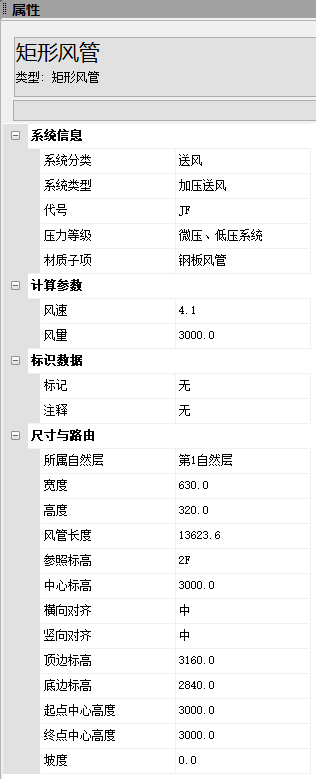 属性
矩形风管
类型: 矩形风管
系统信息
系统分类 送风
系统类型 加压送风
代号 JF
压力等级 微压、低压系统
材质子项 钢板风管
计算参数
风速 4.1
风量 3000.0
标识数据
标记 无
注释 无
尺寸与路由
所属自然层 第1自然层
宽度 630.0
高度 320.0
风管长度 13623.6
参照标高 2F
中心标高 3000.0
横向对齐 中
竖向对齐 中
顶边标高 3160.0
底边标高 2840.0
起点中心高度 3000.0
终点中心高度 3000.0
坡度 0.0